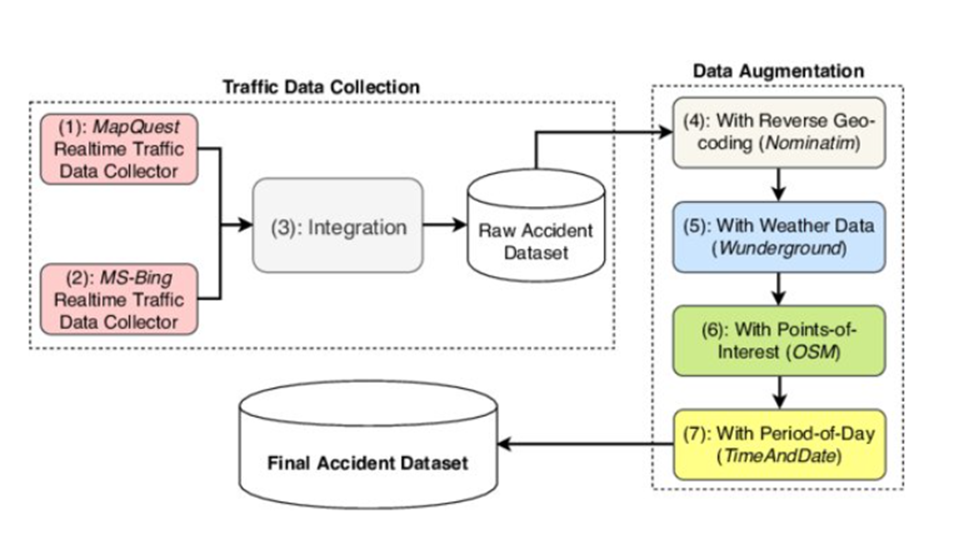 Traffic Data Collection
(1): MapQuest
Realtime Traffic
Data Collector
(2): MS-Bing
Realtime Traffic
Data Collector
(3): Integration
Raw Accident
Dataset
Data Augmentation
(4): With Reverse Geo-
coding (Nominatim)
(5): With Weather Data
(Wunderground)
(6): With Points-of-
Interest (OSM)
(7): With Period-of-Day
(TimeAndDate)
Final Accident Dataset